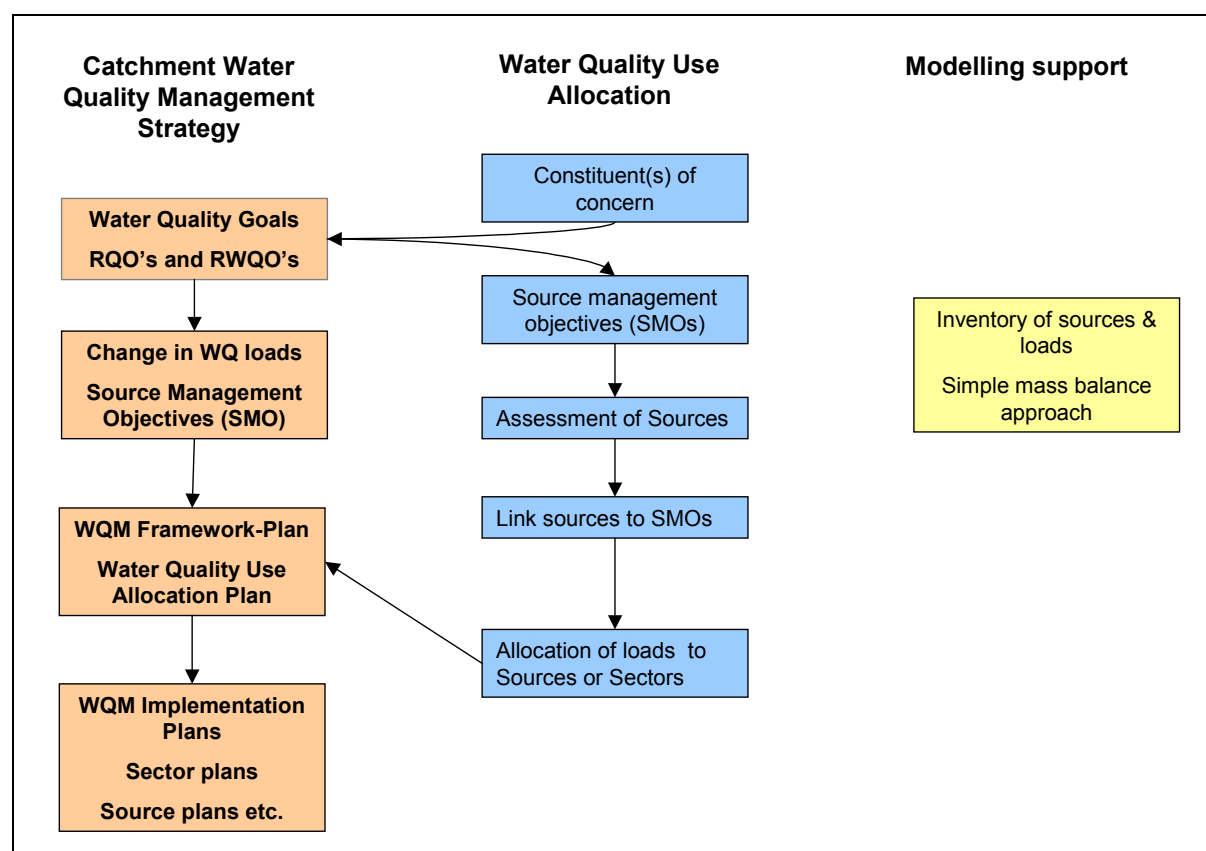 Catchment Water
Quality Management
Strategy
Water Quality Goals
RQO's and RWQO's
Change in WQ loads
Source Management
Objectives (SMO)
WQM Framework-Plan
Water Quality Use
Allocation Plan
WQM Implementation
Plans
Sector plans
Source plans etc.
Water Quality Use
Allocation
Constituent(s) of
concern
Source management
objectives (SMOs)
Assessment of Sources
Link sources to SMOs
Allocation of loads to
Sources or Sectors
Modelling support
Inventory of sources &
loads
Simple mass balance
approach